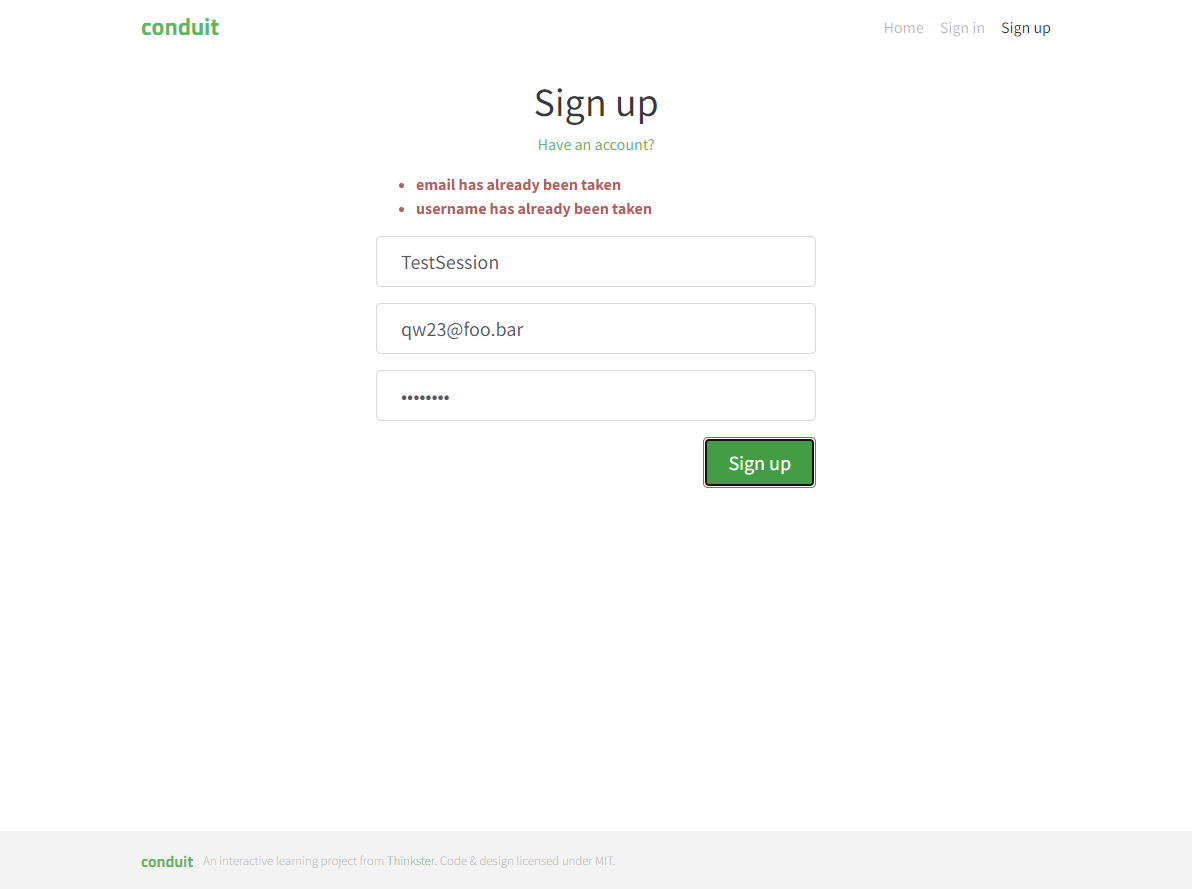 conduit
Home Sign in Sign up
Sign up
Have an account?
• email has already been taken
• username has already been taken
TestSession
qw23@foo.bar
••••••••
Sign up
conduit An interactive learning project from Thinkster. Code & design licensed under MIT.